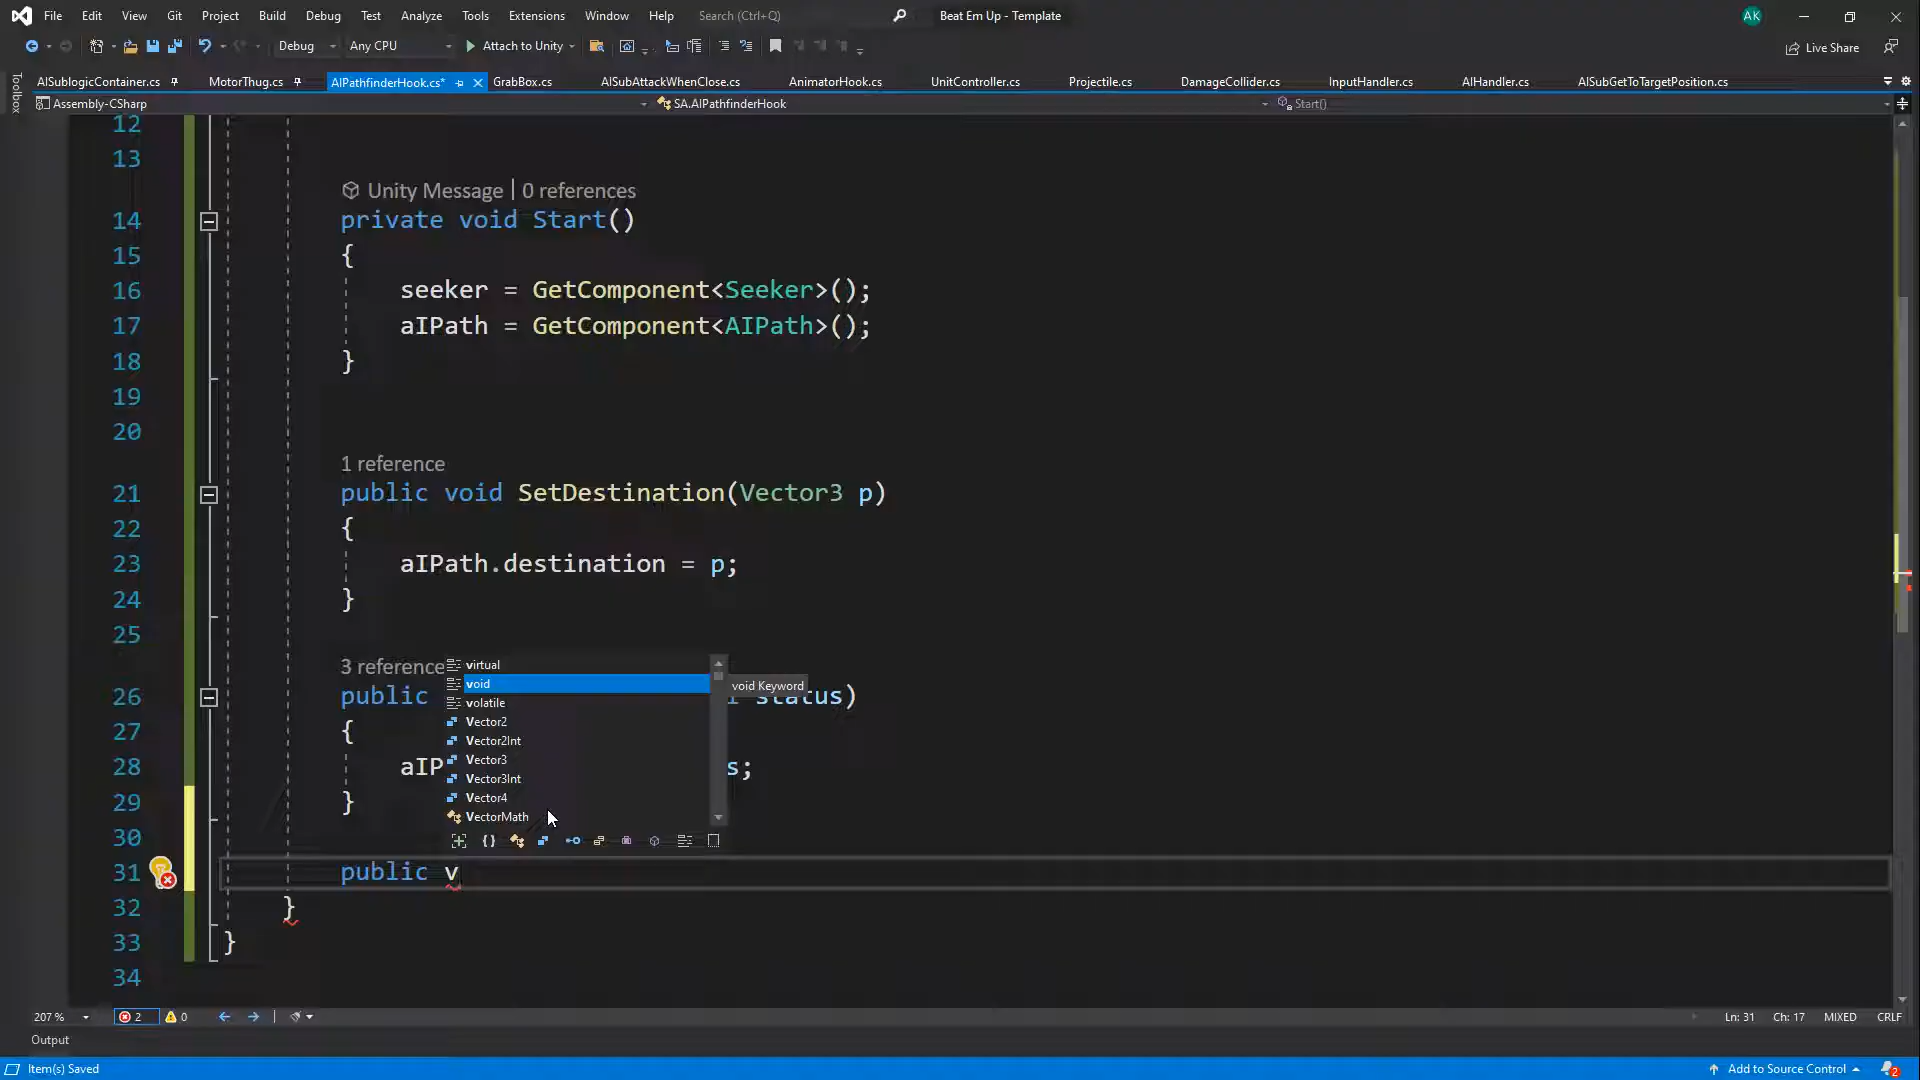 File Edit View Git Project Build Debug Test Analyze Tools Extensions Window Help Search (Ctrl+Q) Beat Em Up - Template AK
Debug Any CPU Attach to Unity Live Share
Toolbox
AISublogicContainer.cs MotorThug.cs AIPathfinderHook.cs* GrabBox.cs AISubAttackWhenClose.cs AnimatorHook.cs UnitController.cs Projectile.cs DamageCollider.cs InputHandler.cs AIHandler.cs AISubGetToTargetPosition.cs
Assembly-CSharp SA.AIPathfinderHook Start()
12
13
Unity Message | 0 references
14 private void Start()
15 {
16 seeker = GetComponent<Seeker>();
17 aIPath = GetComponent<AIPath>();
18 }
19
20
1 reference
21 public void SetDestination(Vector3 p)
22 {
23 aIPath.destination = p;
24 }
25
3 reference
26 public status)
27 {
28 aIP s;
29 }
30
31 public v
32 }
33 }
34
virtual
void void Keyword
volatile
Vector2
Vector2Int
Vector3
Vector3Int
Vector4
VectorMath
207 % 2 0 Ln: 31 Ch: 17 MIXED CRLF
Output
Item(s) Saved Add to Source Control 2